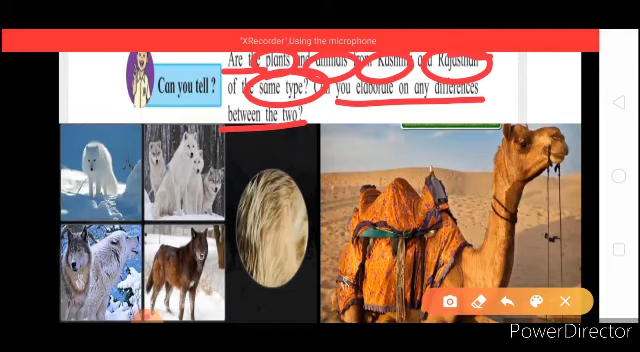 "XRecorder" Using the microphone
Are the plants and animals from Kashmir and Rajasthan
Can you tell ?
of the same type? Can you elaborate on any differences
between the two?
PowerDirector